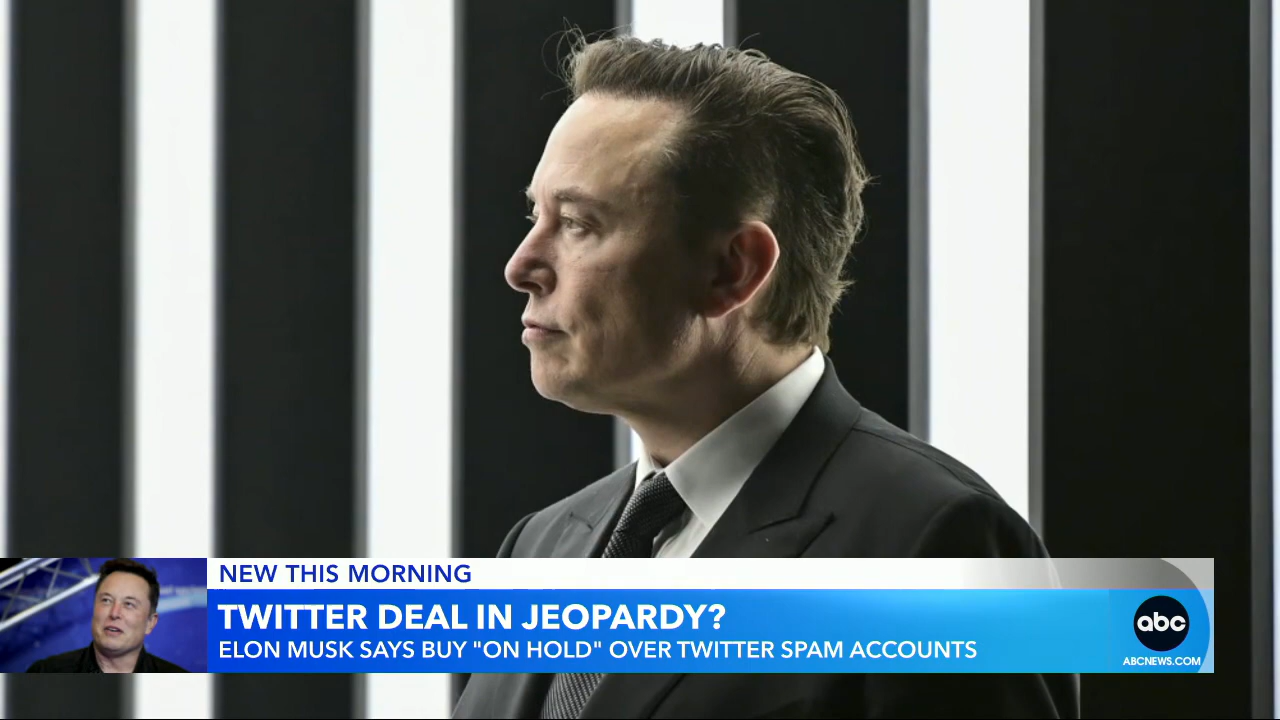 NEW THIS MORNING
TWITTER DEAL IN JEOPARDY?
ELON MUSK SAYS BUY "ON HOLD" OVER TWITTER SPAM ACCOUNTS
abc
ABCNEWS.COM